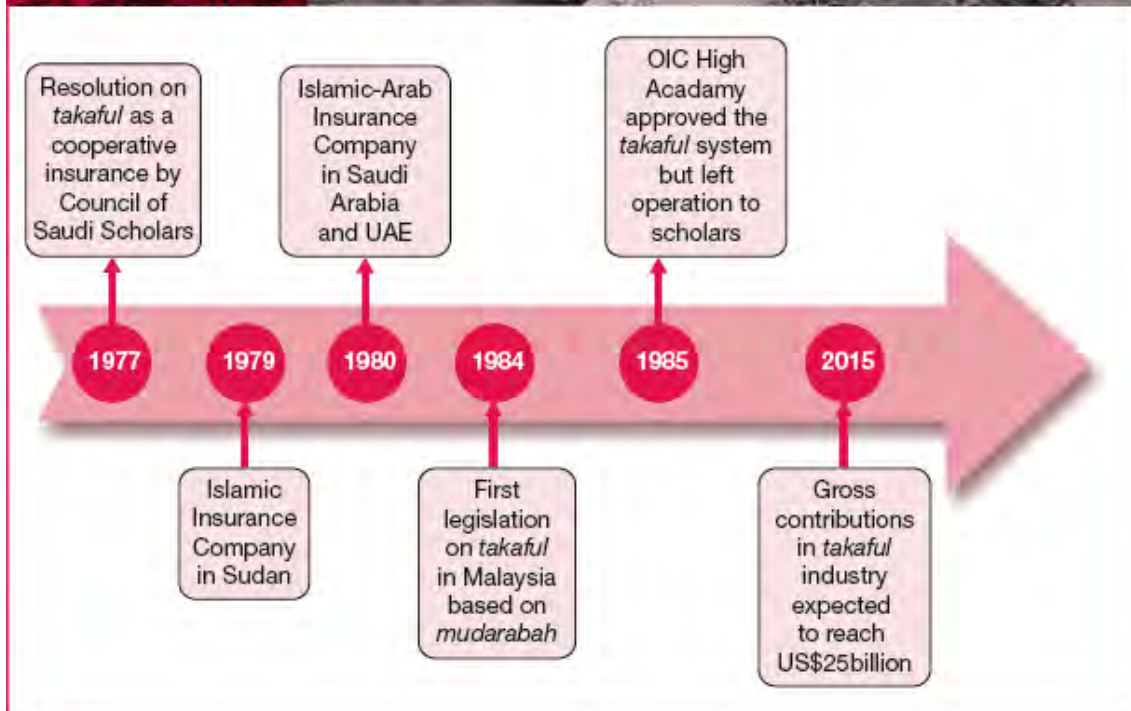 Resolution on
takaful as a
cooperative
insurance by
Council of
Saudi Scholars
Islamic-Arab
Insurance
Company
in Saudi
Arabia
and UAE
OIC High
Acadamy
approved the
takaful system
but left
operation to
scholars
1977
1979
1980
1984
1985
2015
Islamic
Insurance
Company
in Sudan
First
legislation
on takaful
in Malaysia
based on
mudarabah
Gross
contributions
in takaful
industry
expected
to reach
US$25billion